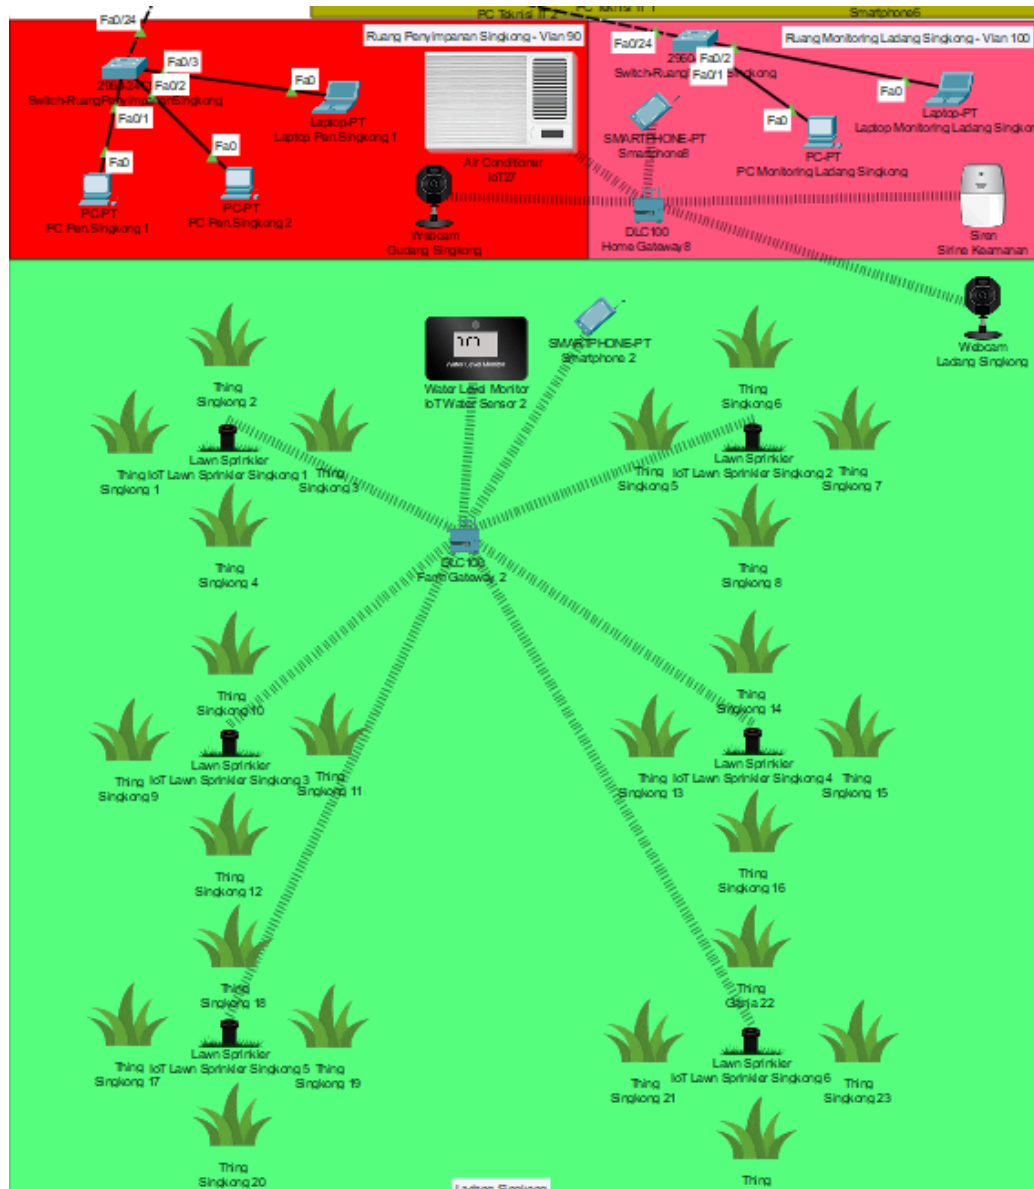 PC Teknisi IT 2
PC Teknisi IT 1
Smartphone6
Fa0/24
Ruang Penyimpanan Singkong - Vlan 90
Fa0/24
Ruang Monitoring Ladang Singkong - Vlan 100
Fa0/3
Fa0/2
Fa0/1
Switch-RuangPenyimpananSingkong
Fa0
Laptop-PT
Laptop Pen.Singkong 1
Fa0
Fa0
PC-PT
PC Pen.Singkong 1
PC-PT
PC Pen.Singkong 2
Air Conditioner
IoT27
Webcam
Gudang Singkong
Fa0/2
Fa0/1
Fa0
Laptop-PT
Laptop Monitoring Ladang Singkong
Fa0
PC-PT
PC Monitoring Ladang Singkong
SMARTPHONE-PT
Smartphone8
DLC100
Home Gateway8
Siren
Sirine Keamanan
Webcam
Ladang Singkong
Water Level Monitor
Water Level Monitor
IoT Water Sensor 2
SMARTPHONE-PT
Smartphone 2
Thing
Singkong 2
Thing
Singkong 6
Thing
Singkong 1
Lawn Sprinkler
IoT Lawn Sprinkler Singkong 1
Thing
Singkong 3
Thing
Singkong 5
Lawn Sprinkler
IoT Lawn Sprinkler Singkong 2
Thing
Singkong 7
Thing
Singkong 4
DLC100
Farm Gateway 2
Thing
Singkong 8
Thing
Singkong 10
Thing
Singkong 14
Thing
Singkong 9
Lawn Sprinkler
IoT Lawn Sprinkler Singkong 3
Thing
Singkong 11
Thing
Singkong 13
Lawn Sprinkler
IoT Lawn Sprinkler Singkong 4
Thing
Singkong 15
Thing
Singkong 12
Thing
Singkong 16
Thing
Singkong 18
Thing
Ganja 22
Thing
Singkong 17
Lawn Sprinkler
IoT Lawn Sprinkler Singkong 5
Thing
Singkong 19
Thing
Singkong 21
Lawn Sprinkler
IoT Lawn Sprinkler Singkong 6
Thing
Singkong 23
Thing
Singkong 20
Thing
Ladang Singkong